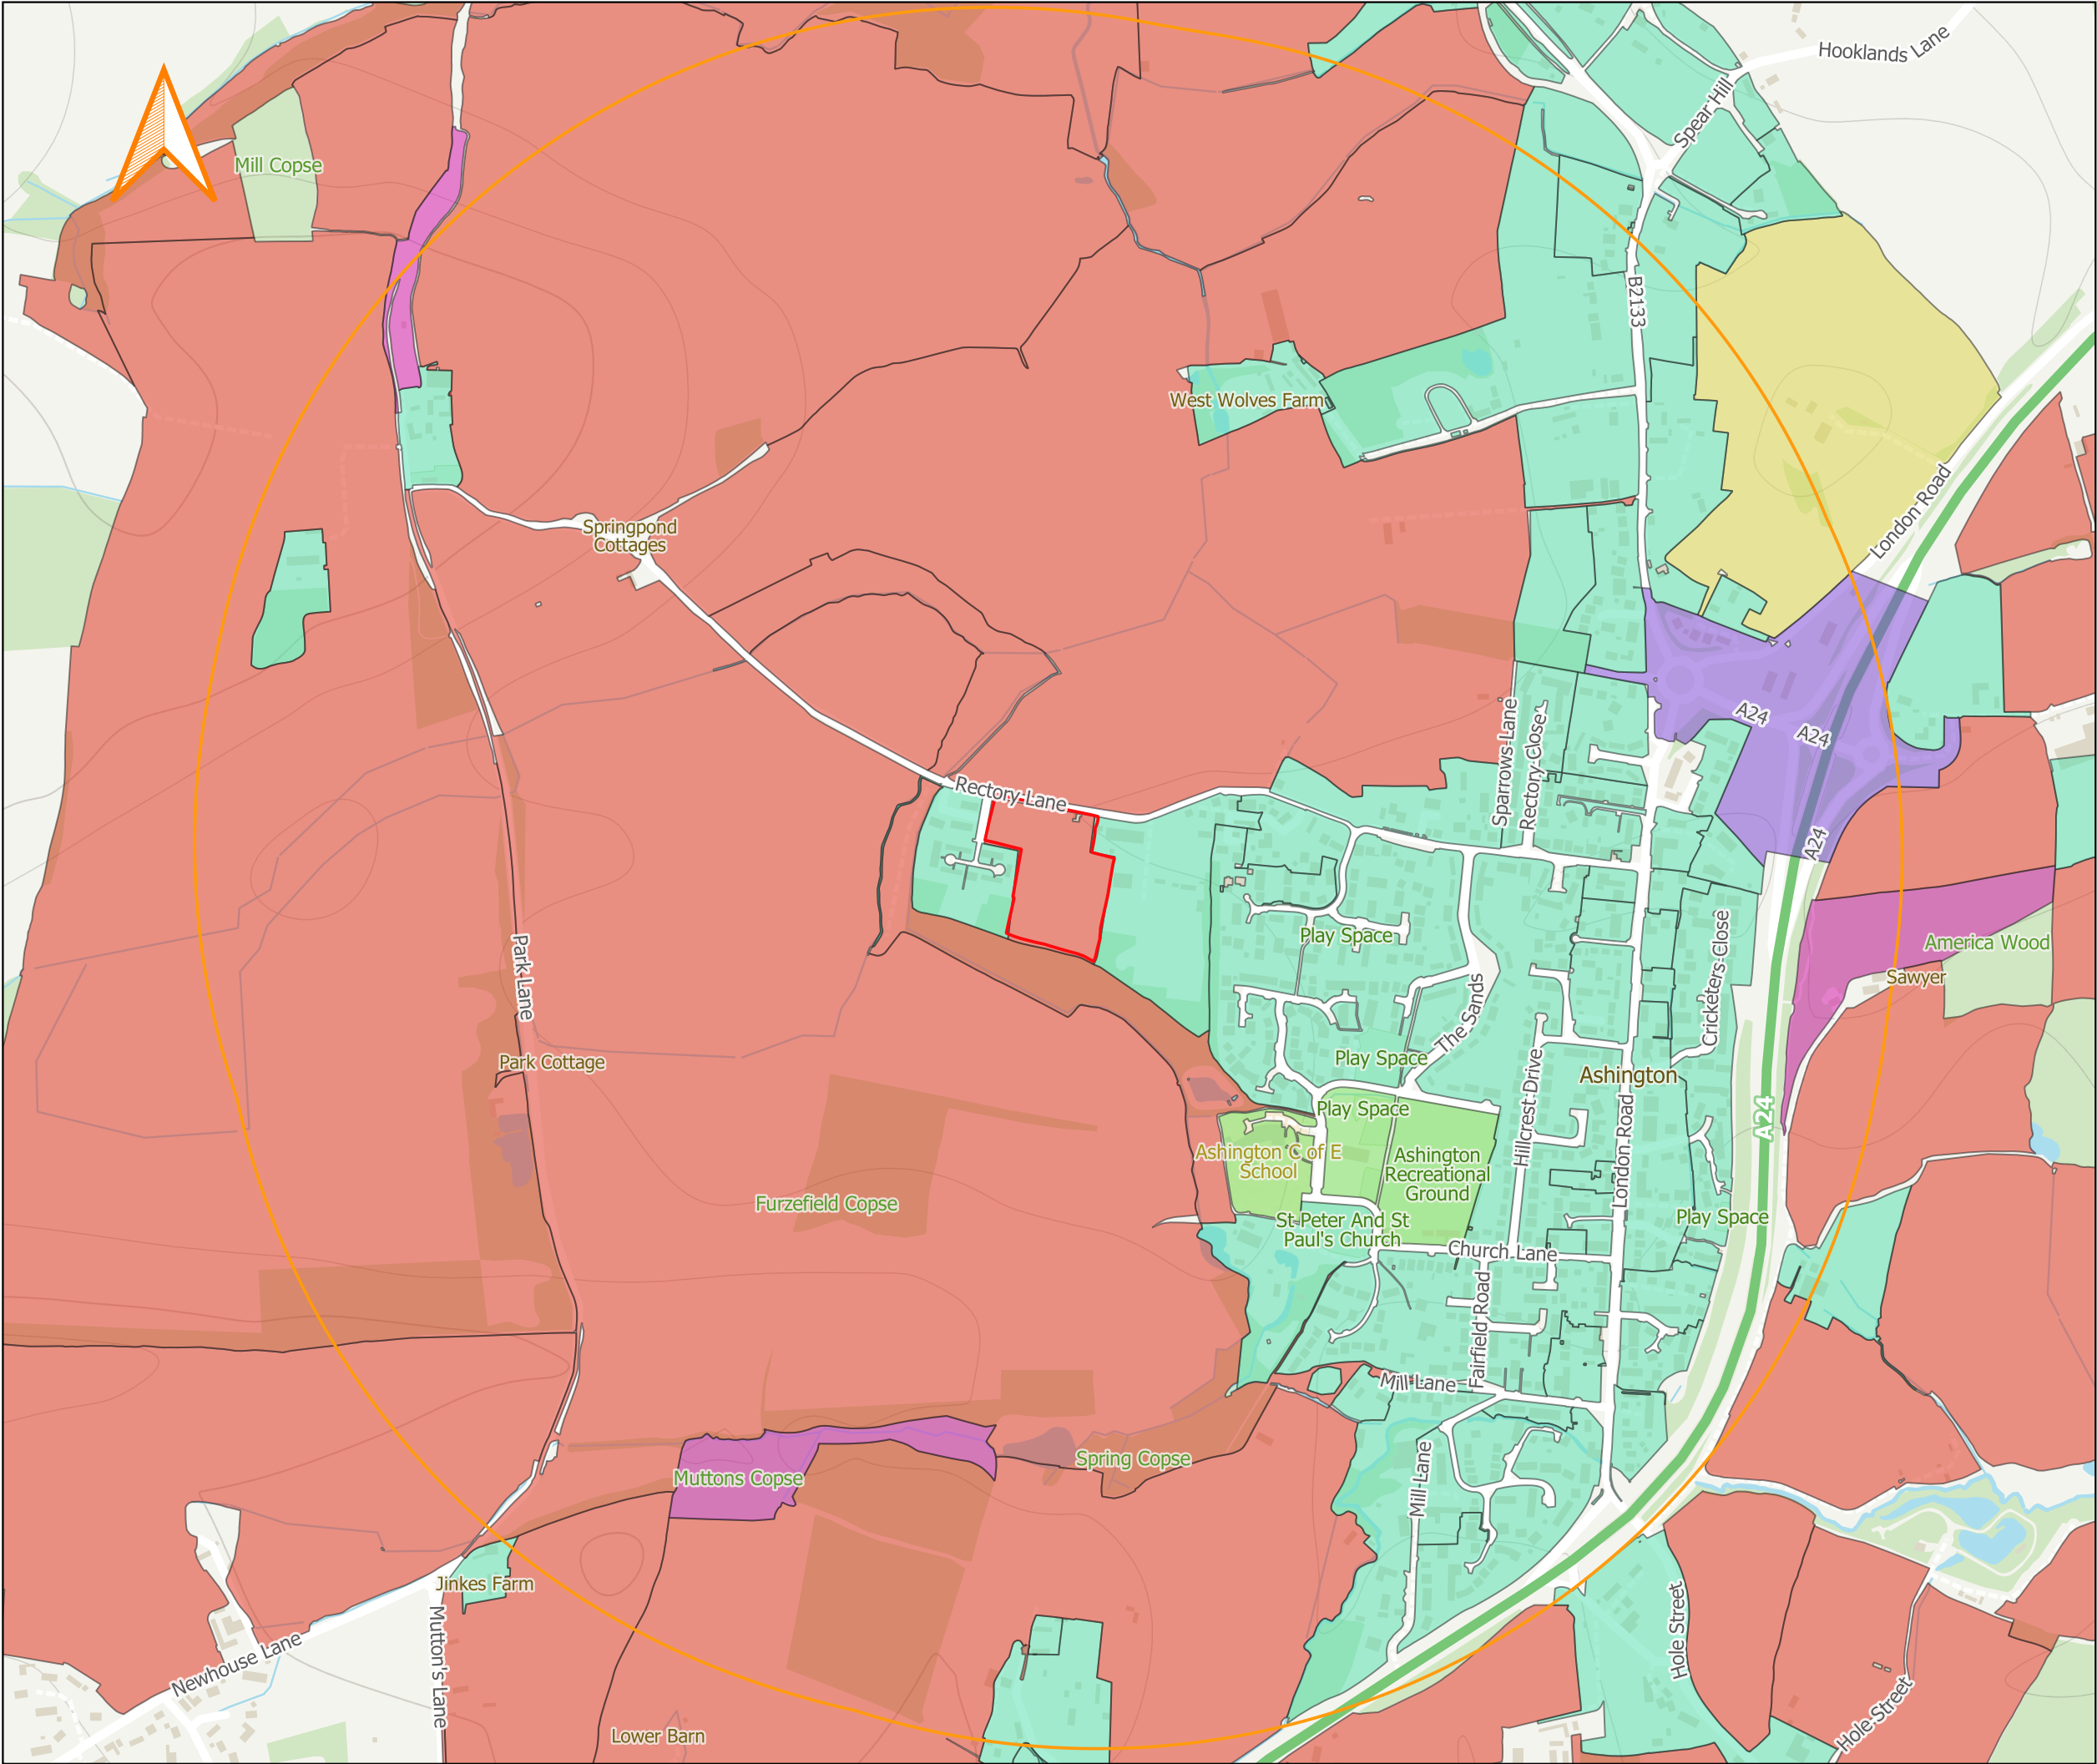 Hooklands Lane
Spear Hill
Mill Copse
B2133
West Wolves Farm
London Road
Springpond
Cottages
Sparrows Lane
Rectory Close
A24
A24
Rectory Lane
A24
Play Space
Cricketers Close
America Wood
Sawyer
Park Lane
The Sands
Park Cottage
Play Space
Hillcrest Drive
Ashington
Play Space
A24
London Road
Ashington C of E
School
Ashington
Recreational
Ground
Furzefield Copse
St Peter And St
Paul's Church
Play Space
Church Lane
Fairfield Road
Mill Lane
Spring Copse
Muttons Copse
Mill Lane
Jinkes Farm
Hole Street
Newhouse Lane
Mutton's Lane
Hole Street
Lower Barn